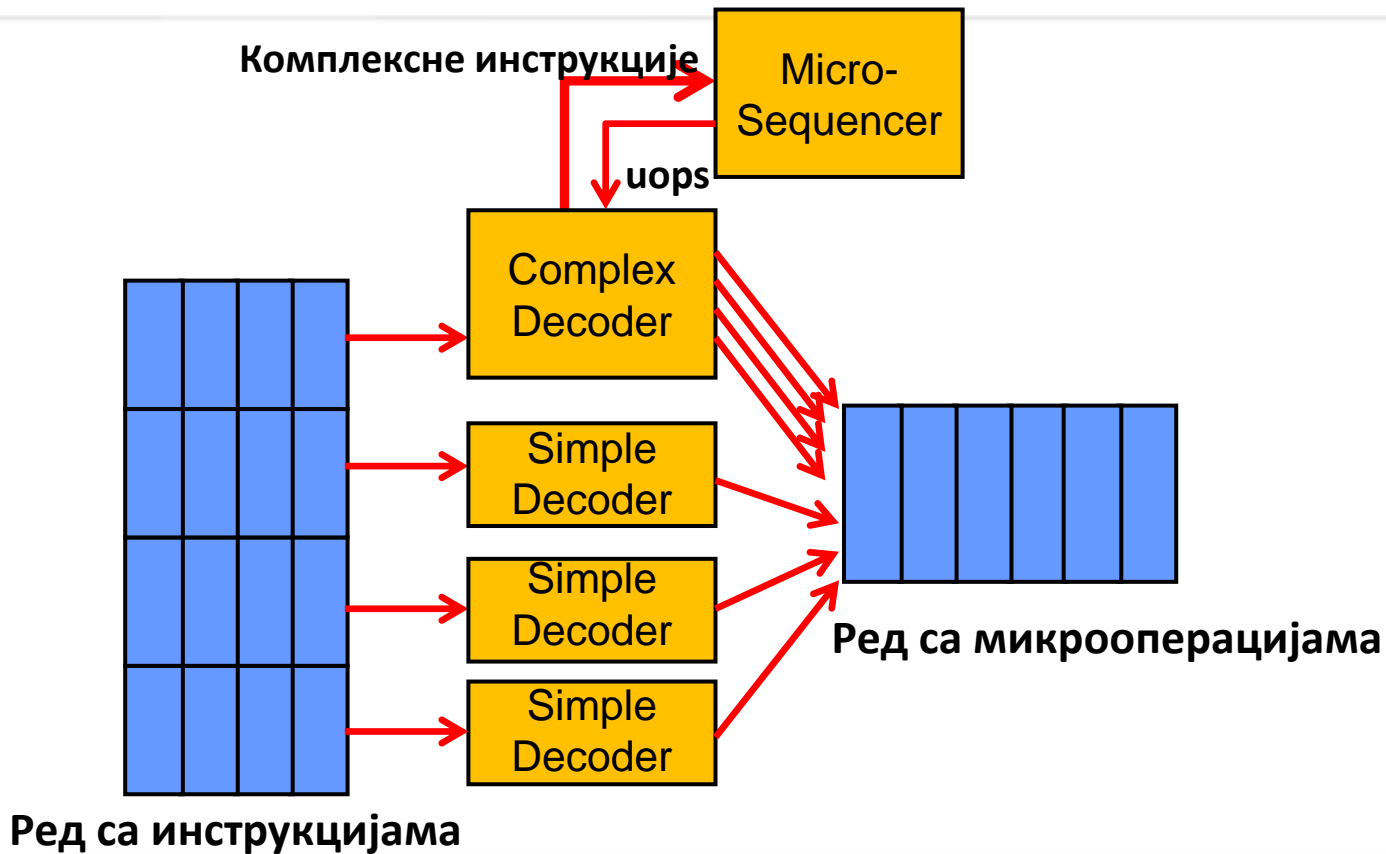 Комплексне инструкције
Micro-
Sequencer
uops
Complex
Decoder
Simple
Decoder
Simple
Decoder
Simple
Decoder
Ред са микрооперацијама
Ред са инструкцијама